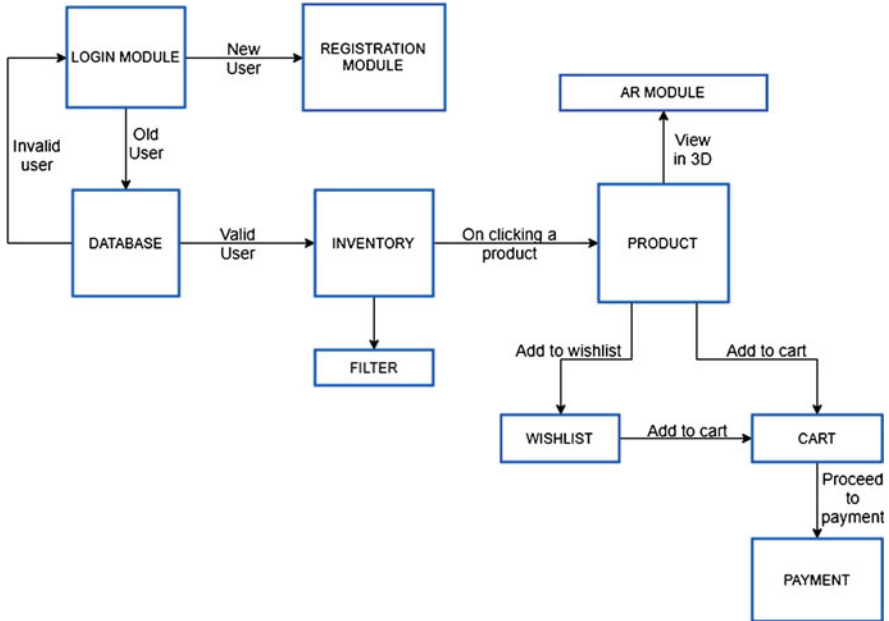 LOGIN MODULE
New
User
REGISTRATION
MODULE
AR MODULE
Invalid
user
Old
User
View
in 3D
DATABASE
Valid
User
INVENTORY
On clicking a
product
PRODUCT
FILTER
Add to wishlist
Add to cart
WISHLIST
Add to cart
CART
Proceed
to
payment
PAYMENT